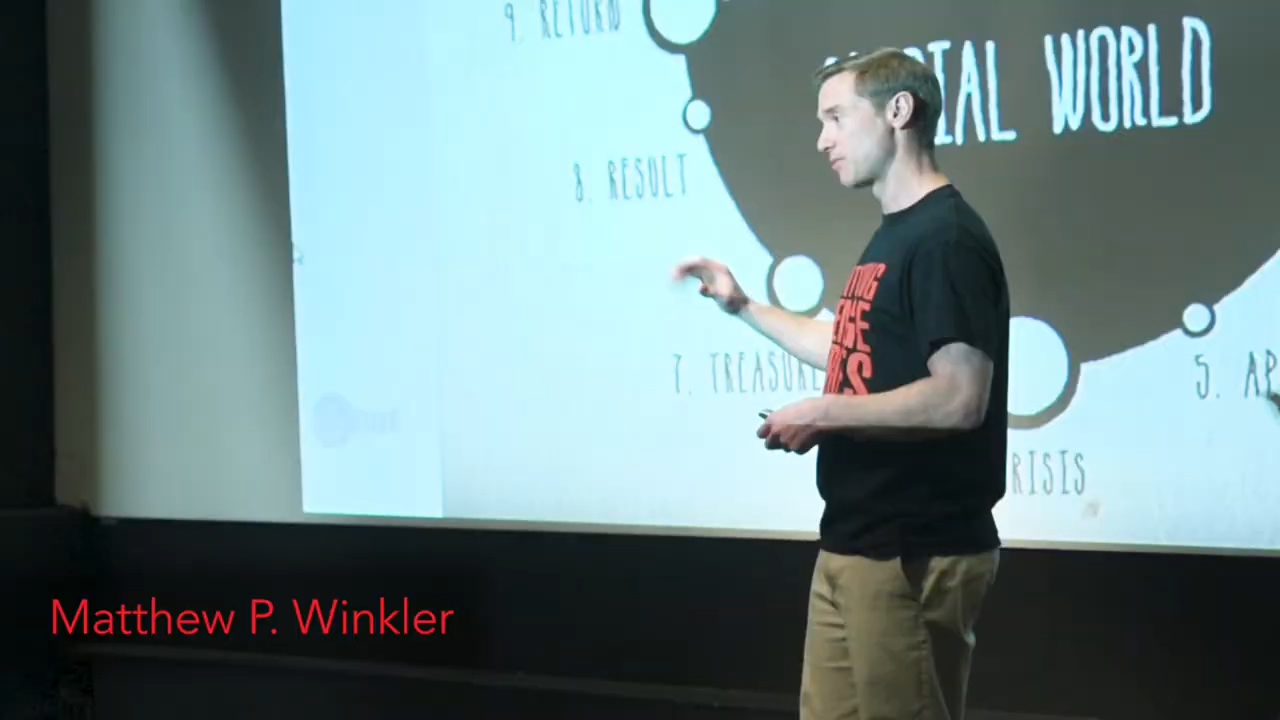 9. RETURN
IAL WORLD
8. RESULT
7. TREASURE
5. AP
RISIS
Matthew P. Winkler